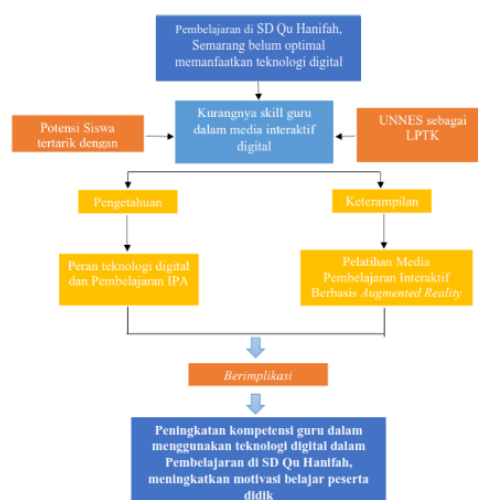 Pembelajaran di SD Qu Hanifah,
Semarang belum optimal
memanfaatkan teknologi digital
Potensi Siswa
tertarik dengan
Kurangnya skill guru
dalam media interaktif
digital
UNNES sebagai
LPTK
Pengetahuan
Keterampilan
Peran teknologi digital
dan Pembelajaran IPA
Pelatihan Media
Pembelajaran Interaktif
Berbasis Augmented Reality
Berimplikasi
Peningkatan kompetensi guru dalam
menggunakan teknologi digital dalam
Pembelajaran di SD Qu Hanifah,
meningkatkan motivasi belajar peserta
didik